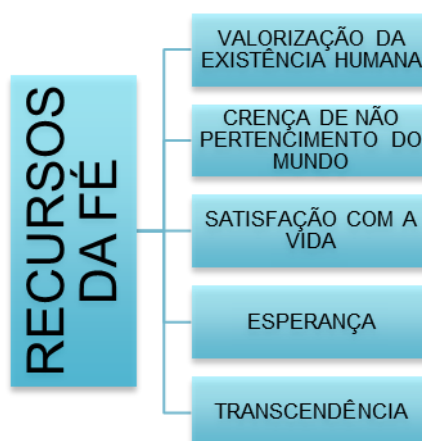 RECURSOS
DA FÉ
VALORIZAÇÃO DA
EXISTÊNCIA HUMANA
CRENÇA DE NÃO
PERTENCIMENTO DO
MUNDO
SATISFAÇÃO COM A
VIDA
ESPERANÇA
TRANSCENDÊNCIA